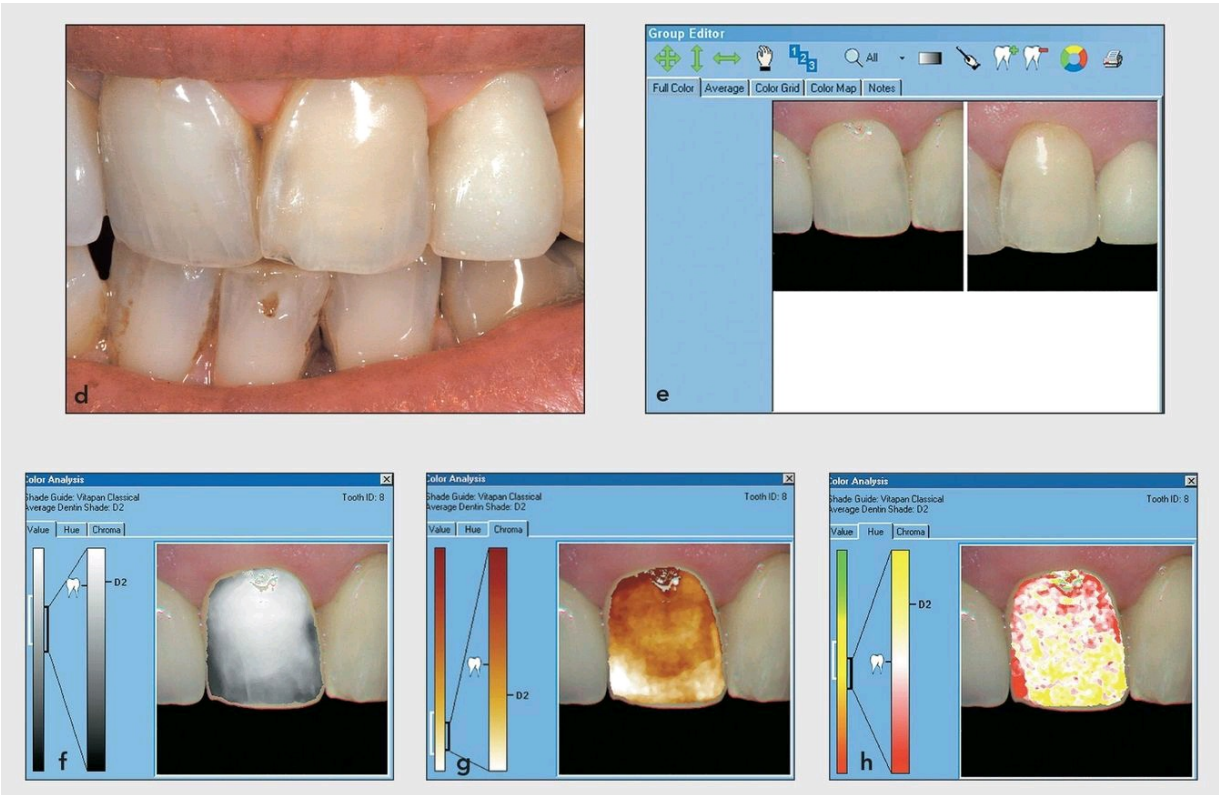 d
Group Editor
1 2 3
All
Full Color Average Color Grid Color Map Notes
e
Color Analysis
Shade Guide: Vitapan Classical Tooth ID: 8
Average Dentin Shade: D2
Value Hue Chroma
D2
f
Color Analysis
Shade Guide: Vitapan Classical Tooth ID: 8
Average Dentin Shade: D2
Value Hue Chroma
D2
g
Color Analysis
Shade Guide: Vitapan Classical Tooth ID: 8
Average Dentin Shade: D2
Value Hue Chroma
D2
h